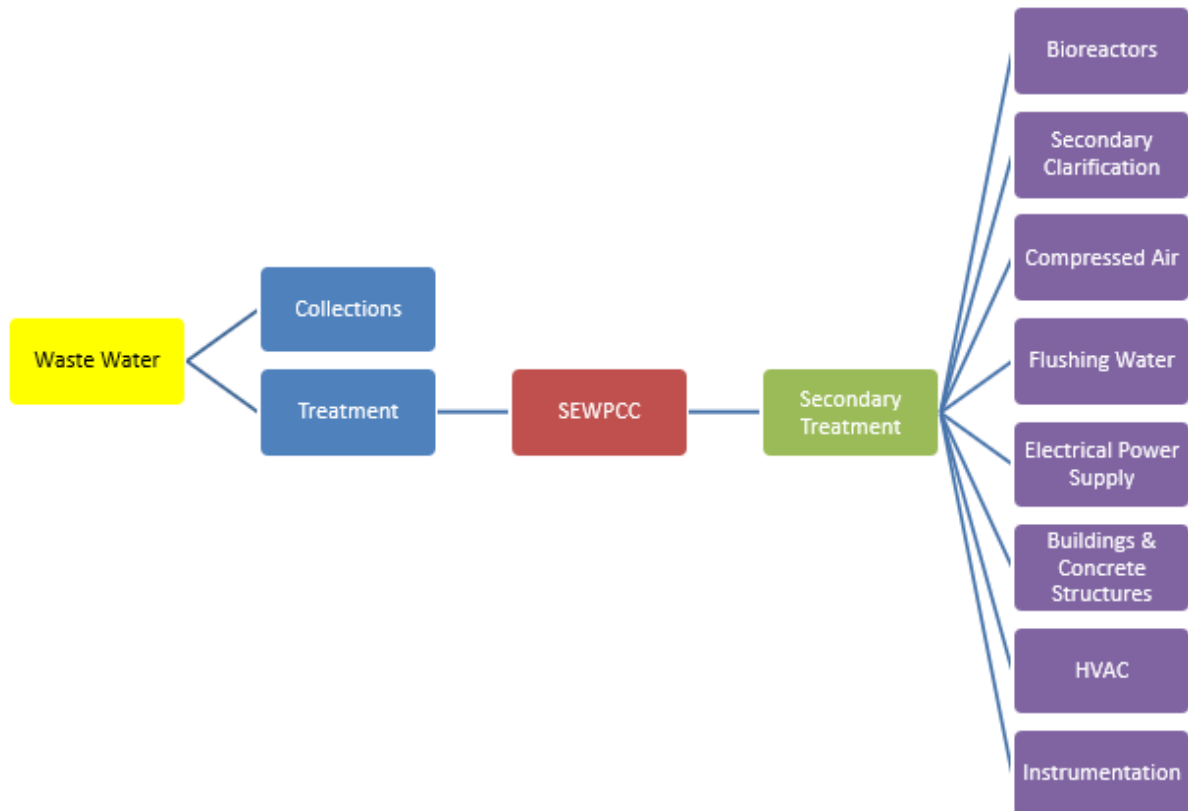 Waste Water
Collections
Treatment
SEWPCC
Secondary
Treatment
Bioreactors
Secondary
Clarification
Compressed Air
Flushing Water
Electrical Power
Supply
Buildings &
Concrete
Structures
HVAC
Instrumentation